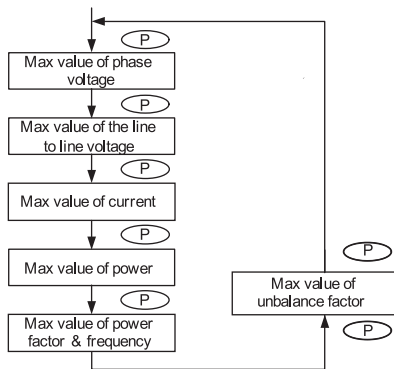 P
Max value of phase
voltage
P
Max value of the line
to line voltage
P
Max value of current
P
Max value of power
P
Max value of power
factor & frequency
P
Max value of
unbalance factor
P